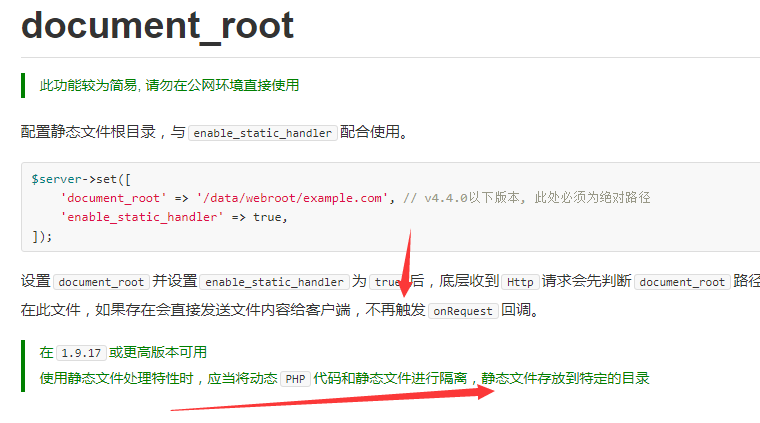 document_root
此功能较为简易, 请勿在公网环境直接使用
配置静态文件根目录，与 enable_static_handler 配合使用。
$server->set([
    'document_root' => '/data/webroot/example.com', // v4.4.0以下版本, 此处必须为绝对路径
    'enable_static_handler' => true,
]);
设置 document_root 并设置 enable_static_handler 为 true 后，底层收到 Http 请求会先判断 document_root 路径
在此文件，如果存在会直接发送文件内容给客户端，不再触发 onRequest 回调。
在 1.9.17 或更高版本可用
使用静态文件处理特性时，应当将动态 PHP 代码和静态文件进行隔离，静态文件存放到特定的目录